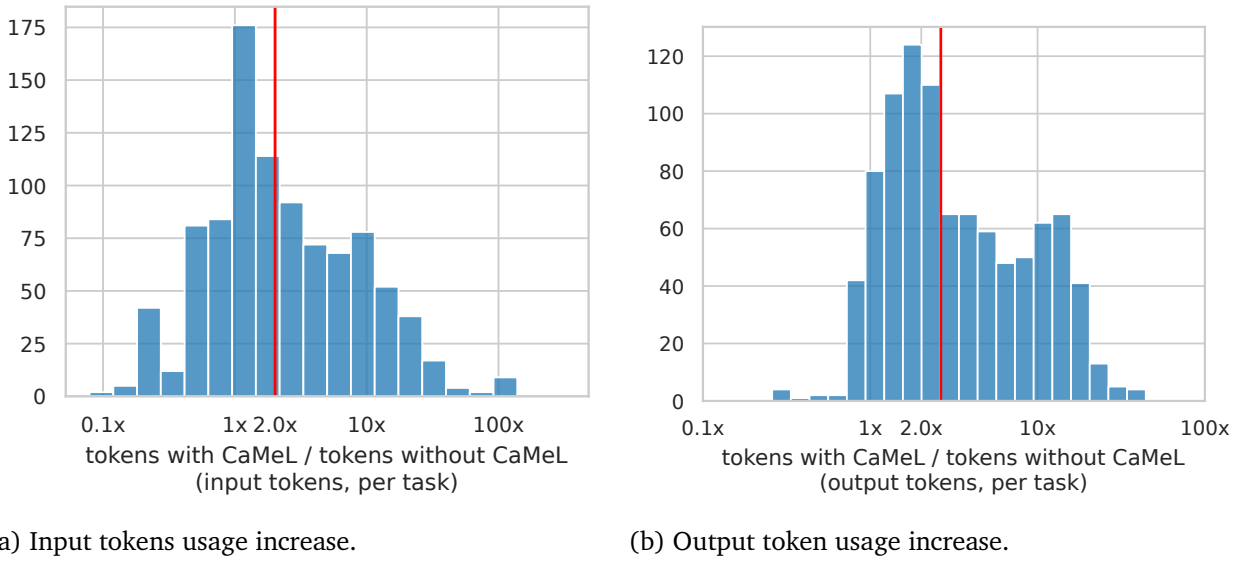 175
150
125
100
75
50
25
0
0.1x 1x 2.0x 10x 100x
tokens with CaMeL / tokens without CaMeL
(input tokens, per task)
a) Input tokens usage increase.
120
100
80
60
40
20
0
0.1x 1x 2.0x 10x 100x
tokens with CaMeL / tokens without CaMeL
(output tokens, per task)
(b) Output token usage increase.